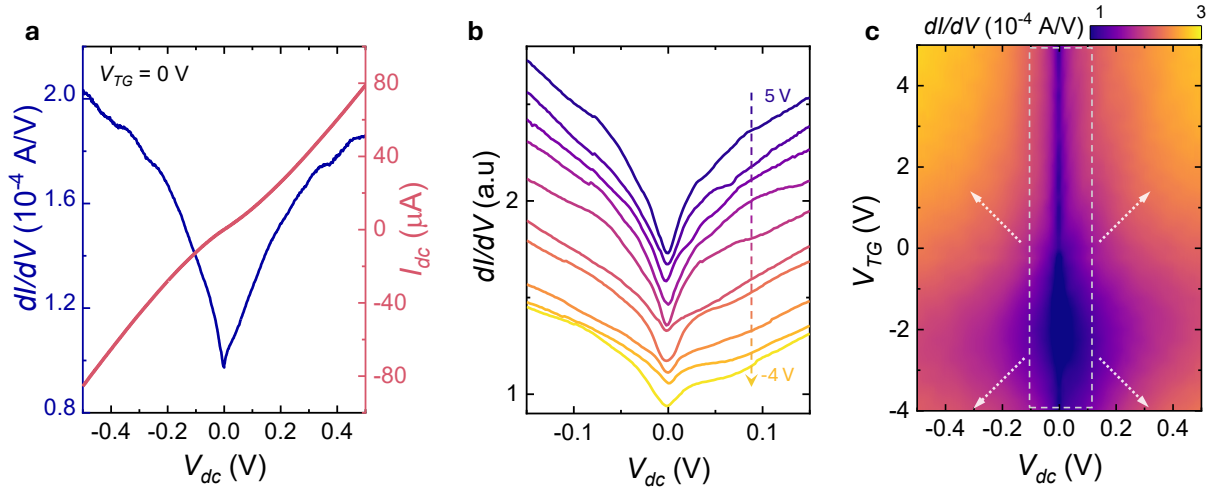 a
V_TG = 0 V
dI/dV (10⁻⁴ A/V)
2.0
1.6
1.2
0.8
80
40
0
-40
-80
I_dc (µA)
-0.4 -0.2 0.0 0.2 0.4
V_dc (V)
b
dI/dV (a.u)
2
1
5 V
-4 V
-0.1 0.0 0.1
V_dc (V)
c
dI/dV (10⁻⁴ A/V) 1 3
V_TG (V)
4
2
0
-2
-4
-0.4 -0.2 0.0 0.2 0.4
V_dc (V)